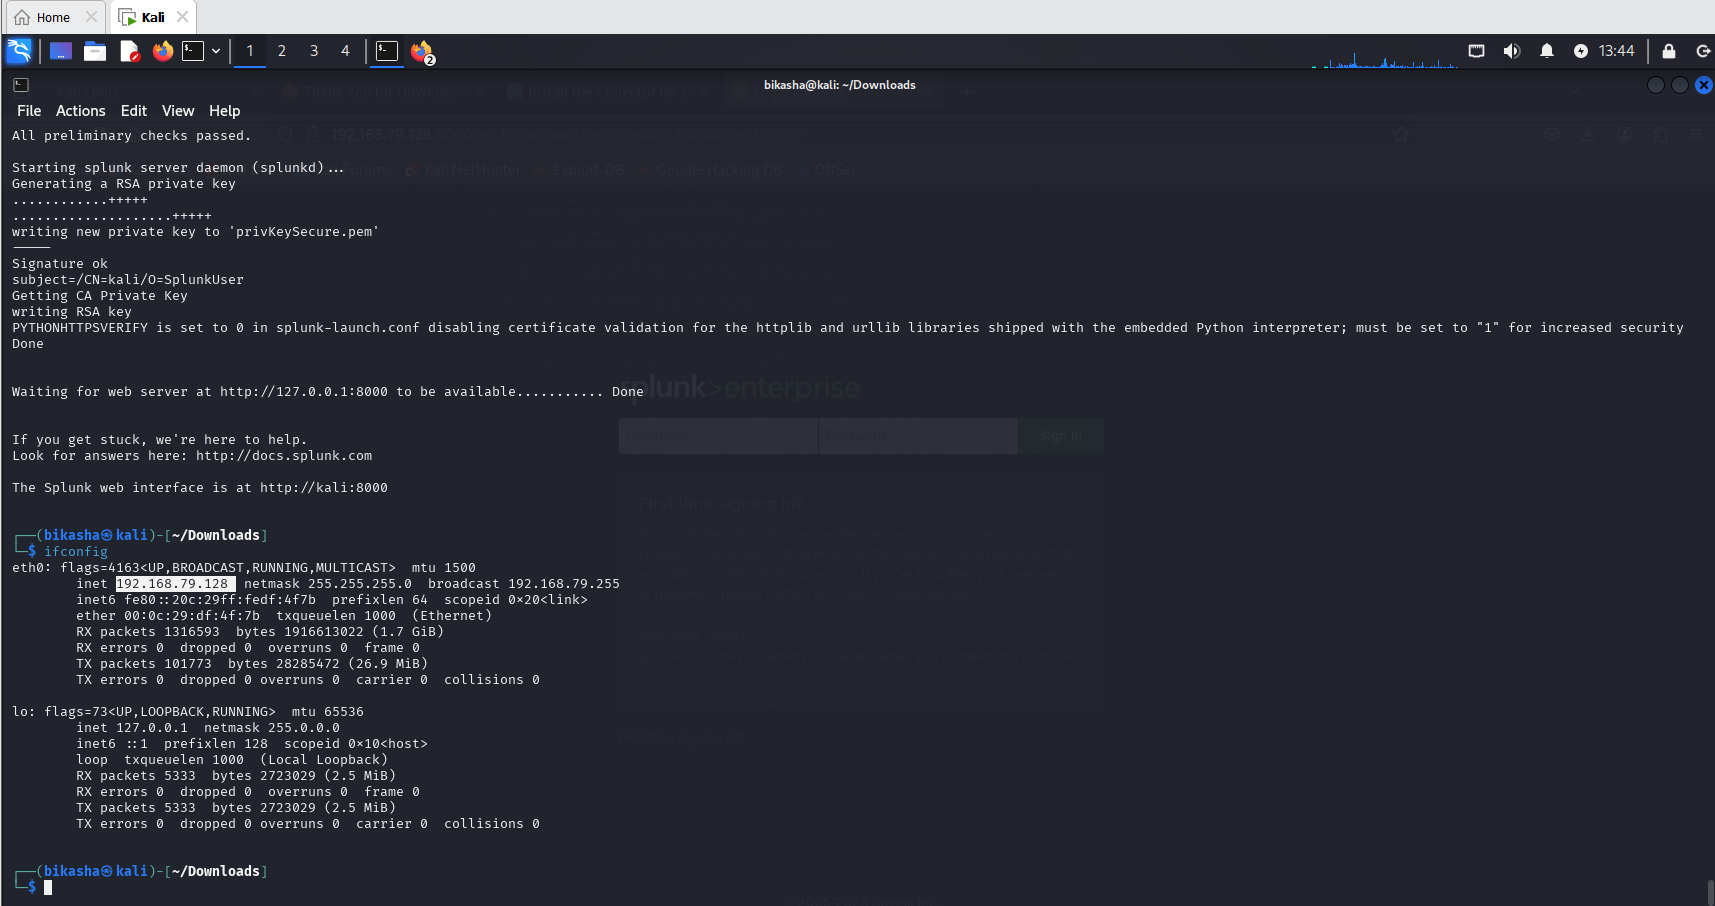 Home
Kali
1 2 3 4
2
13:44
bikasha@kali: ~/Downloads
File Actions Edit View Help
All preliminary checks passed.
Starting splunk server daemon (splunkd)...
Generating a RSA private key
............+++++
....................+++++
writing new private key to 'privKeySecure.pem'
-----
Signature ok
subject=/CN=kali/O=SplunkUser
Getting CA Private Key
writing RSA key
PYTHONHTTPSVERIFY is set to 0 in splunk-launch.conf disabling certificate validation for the httplib and urllib libraries shipped with the embedded Python interpreter; must be set to "1" for increased security
Done
Waiting for web server at http://127.0.0.1:8000 to be available........... Done
splunk>enterprise
Username Password Sign In
If you get stuck, we're here to help.
Look for answers here: http://docs.splunk.com
The Splunk web interface is at http://kali:8000
First time signing in?
┌──(bikasha㉿kali)-[~/Downloads]
└─$ ifconfig
eth0: flags=4163<UP,BROADCAST,RUNNING,MULTICAST>  mtu 1500
inet 192.168.79.128  netmask 255.255.255.0  broadcast 192.168.79.255
inet6 fe80::20c:29ff:fedf:4f7b  prefixlen 64  scopeid 0x20<link>
ether 00:0c:29:df:4f:7b  txqueuelen 1000  (Ethernet)
RX packets 1316593  bytes 1916613022 (1.7 GiB)
RX errors 0  dropped 0  overruns 0  frame 0
TX packets 101773  bytes 28285472 (26.9 MiB)
TX errors 0  dropped 0 overruns 0  carrier 0  collisions 0
lo: flags=73<UP,LOOPBACK,RUNNING>  mtu 65536
inet 127.0.0.1  netmask 255.0.0.0
inet6 ::1  prefixlen 128  scopeid 0x10<host>
loop  txqueuelen 1000  (Local Loopback)
RX packets 5333  bytes 2723029 (2.5 MiB)
RX errors 0  dropped 0  overruns 0  frame 0
TX packets 5333  bytes 2723029 (2.5 MiB)
TX errors 0  dropped 0 overruns 0  carrier 0  collisions 0
┌──(bikasha㉿kali)-[~/Downloads]
└─$